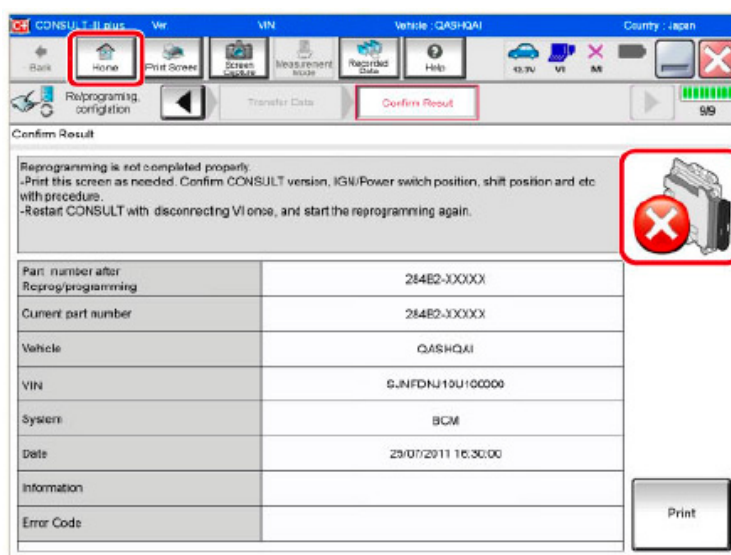 CONSULT-III plus Ver. VIN: Vehicle : QASHQAI Country : Japan
Back Home Print Screen Screen Capture Measurement Mode Recorded Data Help 12.7V VI MI
Re/programing, configlation Transfer Data Confirm Result 9/9
Confirm Result
Reprogramming is not completed properly.
-Print this screen as needed. Confirm CONSULT version, IGN/Power switch position, shift position and etc
with procedure.
-Restart CONSULT with disconnecting VI once, and start the reprogramming again.
Part number after
Reprog/programming
284B2-XXXXX
Current part number 284B2-XXXXX
Vehicle QASHQAI
VIN SJNFDNJ10U100000
System BCM
Date 25/07/2011 16:30:00
Information
Error Code
Print